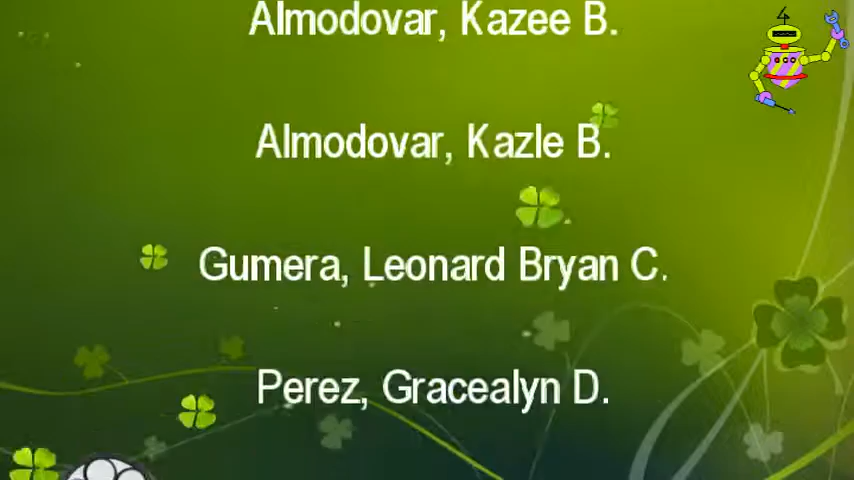 Almodovar, Kazee B.
Almodovar, Kazle B.
Gumera, Leonard Bryan C.
Perez, Gracealyn D.